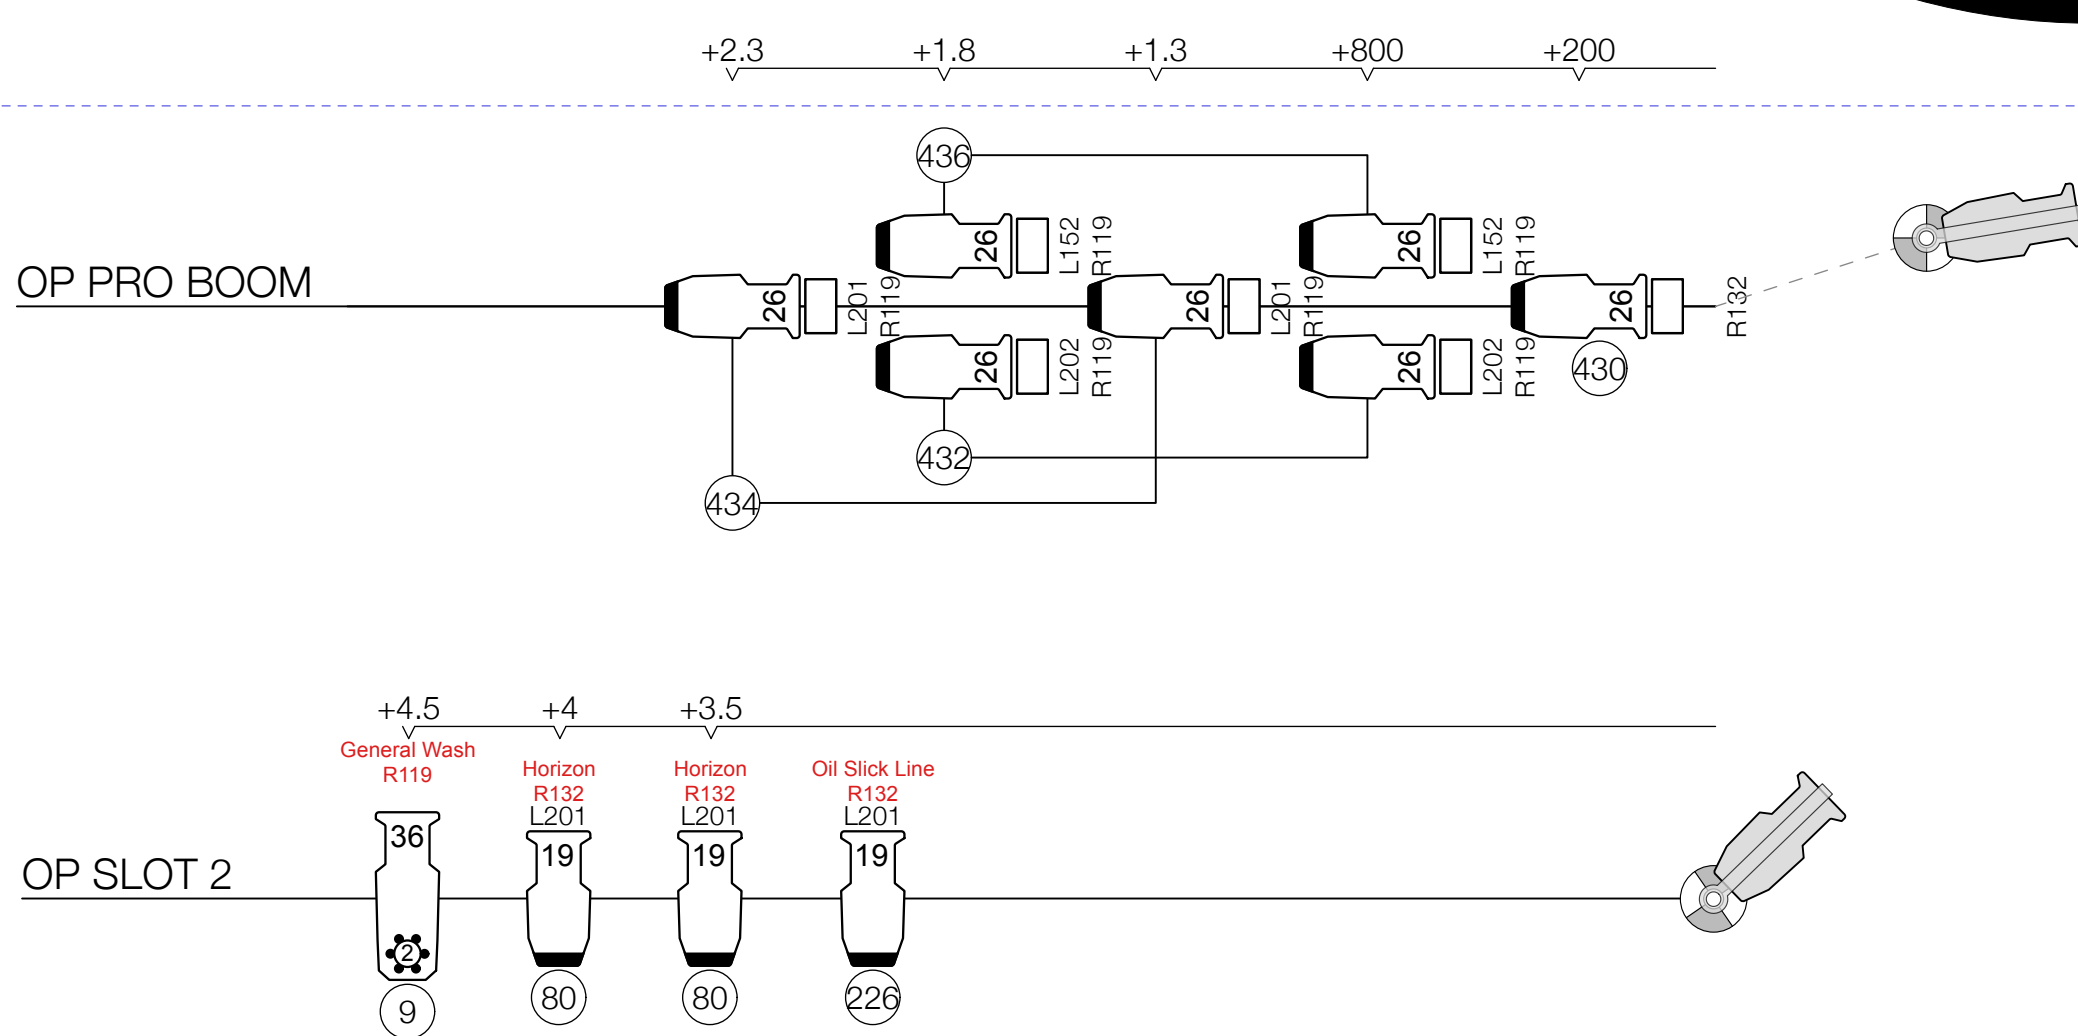 +2.3 +1.8 +1.3 +800 +200
436
26 L152 R119
26 L152 R119
OP PRO BOOM
26 L201 R119
26 L201 R119
26 R132
26 L202 R119
26 L202 R119
430
432
434
+4.5 +4 +3.5
General Wash
R119
Horizon
R132
L201
Horizon
R132
L201
Oil Slick Line
R132
L201
36
19
19
19
OP SLOT 2
2
9
80
80
226